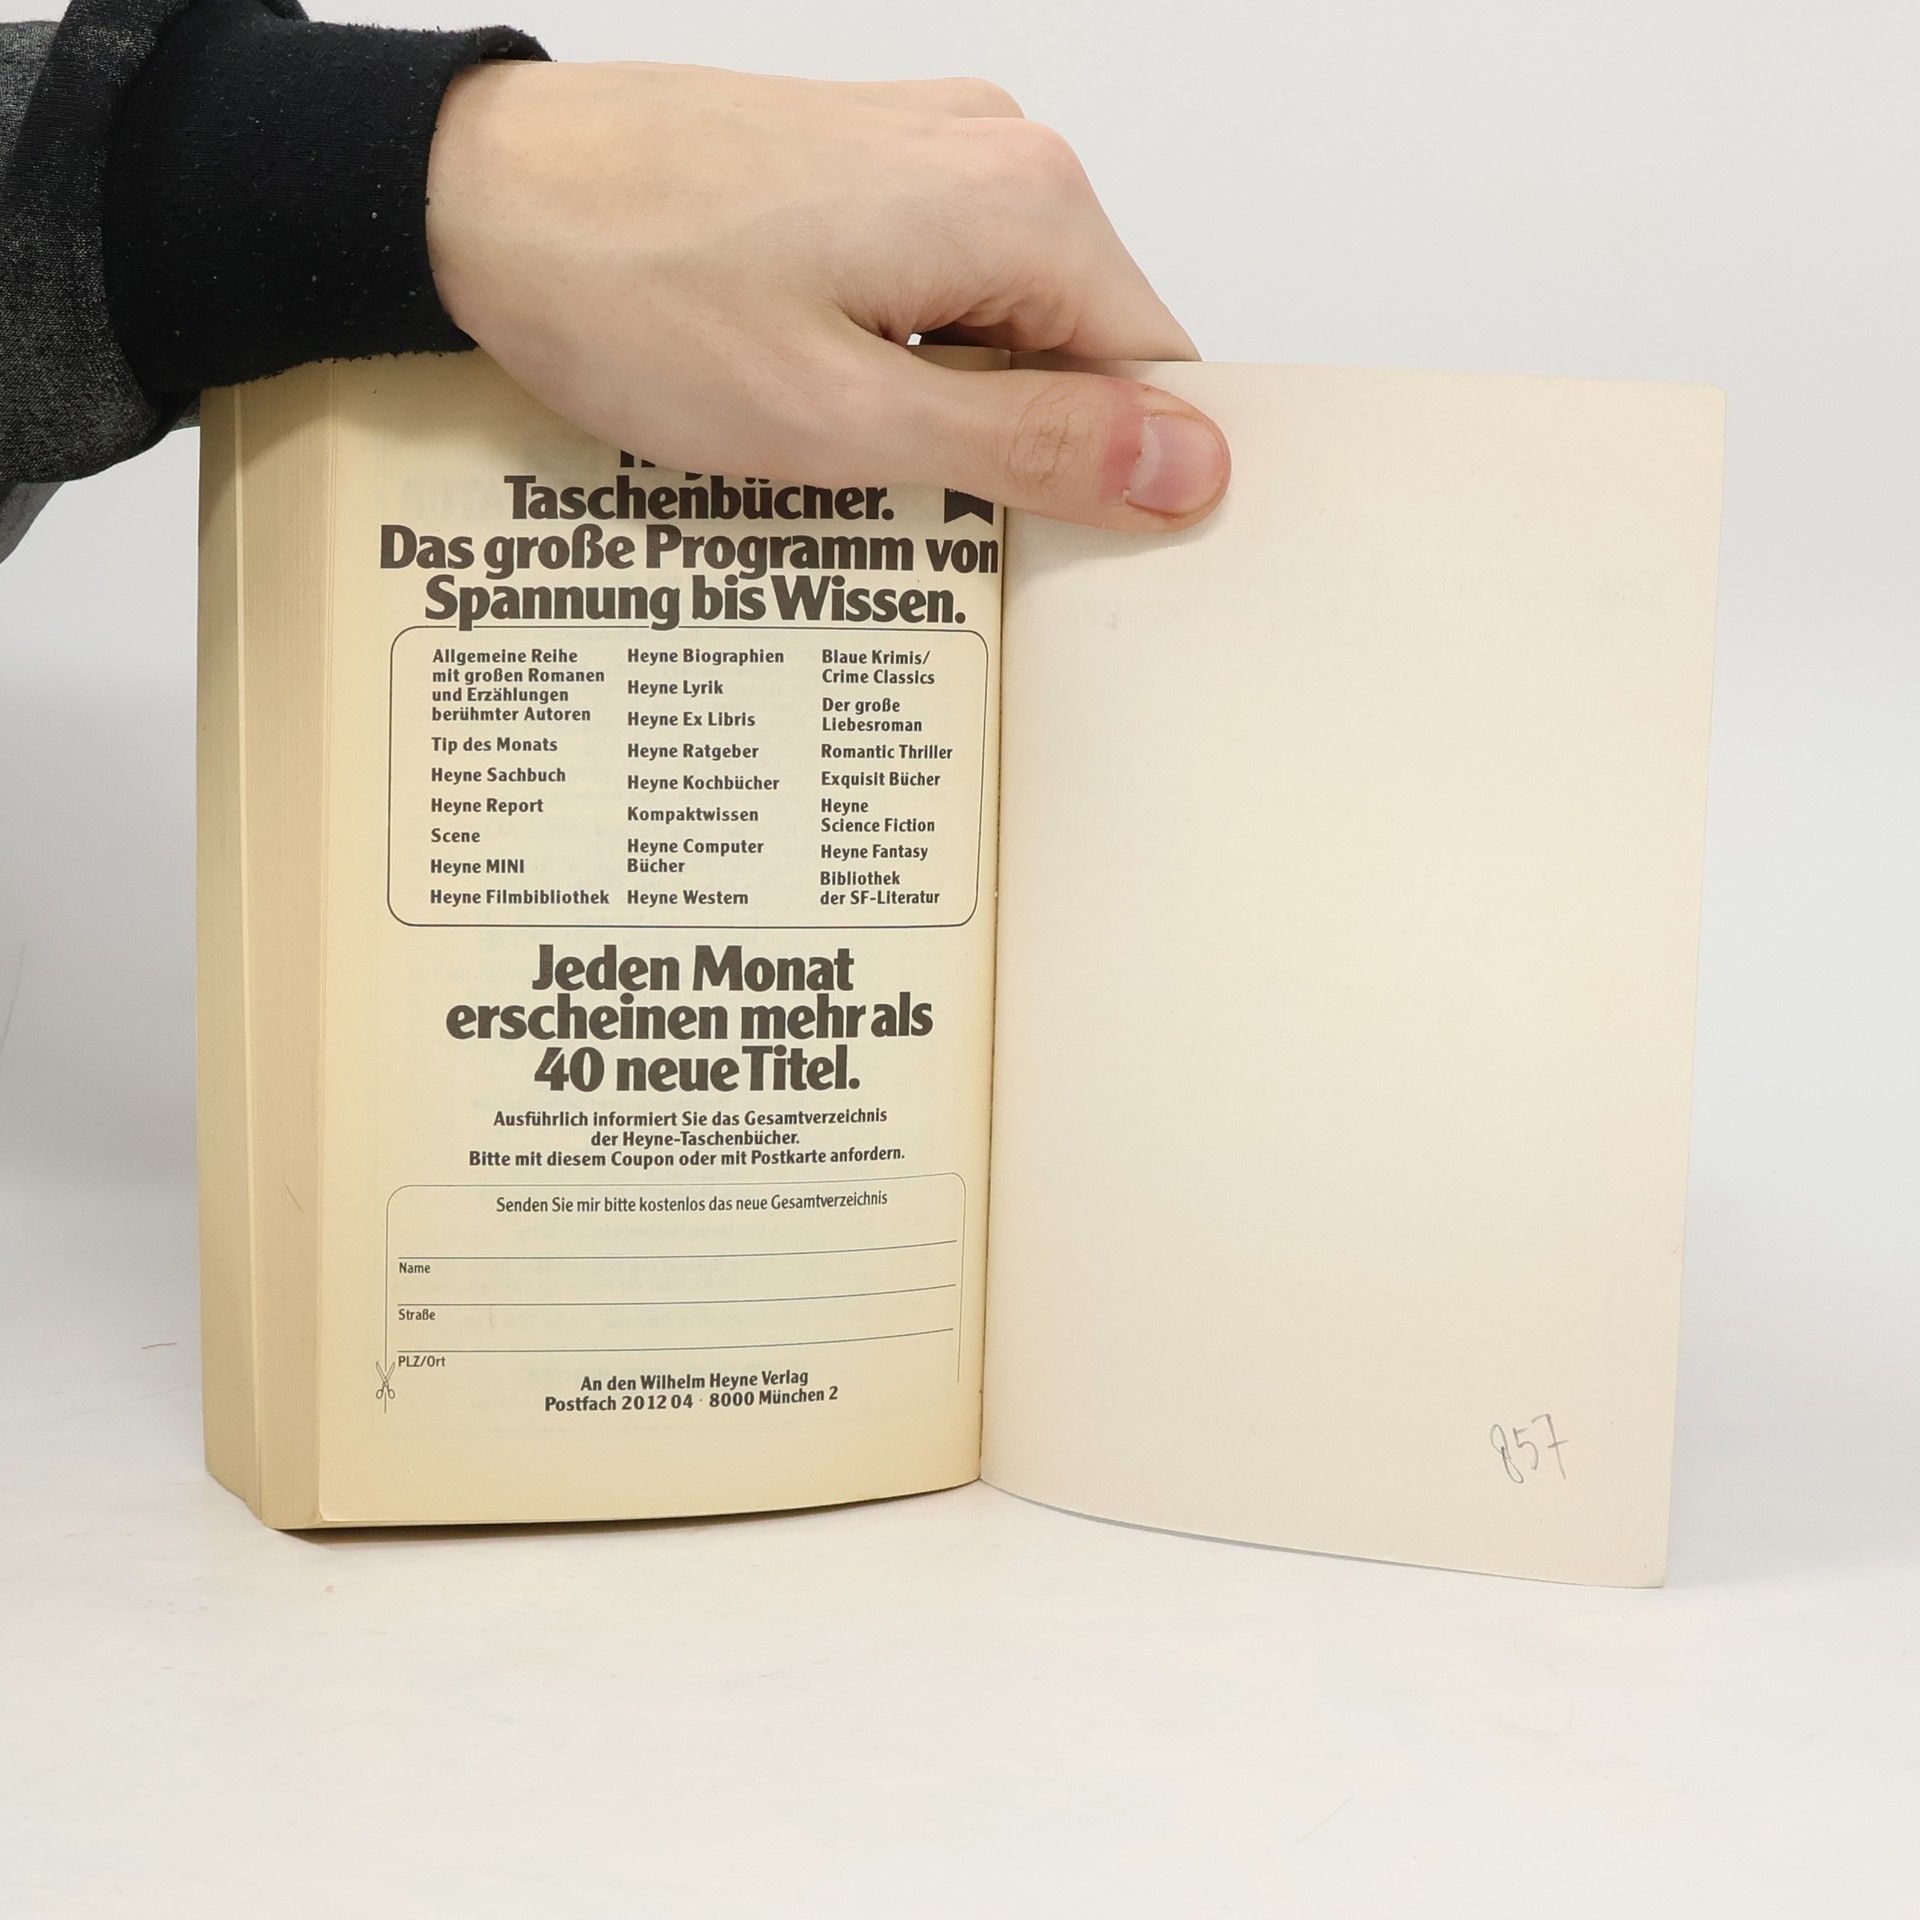 Taschenbücher.
Das große Programm von
Spannung bis Wissen.
Allgemeine Reihe
mit großen Romanen
und Erzählungen
berühmter Autoren
Tip des Monats
Heyne Sachbuch
Heyne Report
Scene
Heyne MINI
Heyne Filmbibliothek
Heyne Biographien
Heyne Lyrik
Heyne Ex Libris
Heyne Ratgeber
Heyne Kochbücher
Kompaktwissen
Heyne Computer
Bücher
Heyne Western
Blaue Krimis/
Crime Classics
Der große
Liebesroman
Romantic Thriller
Exquisit Bücher
Heyne
Science Fiction
Heyne Fantasy
Bibliothek
der SF-Literatur
Jeden Monat
erscheinen mehr als
40 neue Titel.
Ausführlich informiert Sie das Gesamtverzeichnis
der Heyne-Taschenbücher.
Bitte mit diesem Coupon oder mit Postkarte anfordern.
Senden Sie mir bitte kostenlos das neue Gesamtverzeichnis
Name
Straße
PLZ/Ort
An den Wilhelm Heyne Verlag
Postfach 20 12 04 · 8000 München 2
857